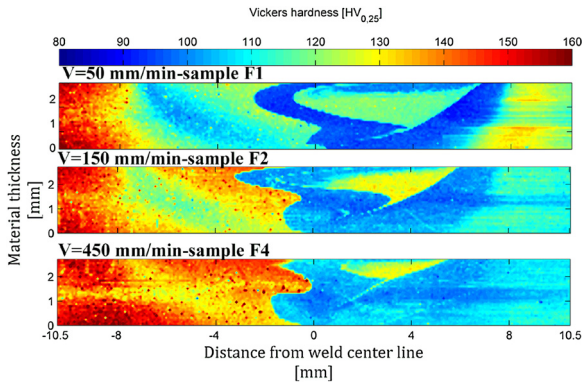 Vickers hardness [HV0,25]
80 90 100 110 120 130 140 150 160
V=50 mm/min-sample F1
2
1
0
V=150 mm/min-sample F2
2
1
0
V=450 mm/min-sample F4
2
1
0
Material thickness
[mm]
-10.5 -8 -4 0 4 8 10.5
Distance from weld center line
[mm]